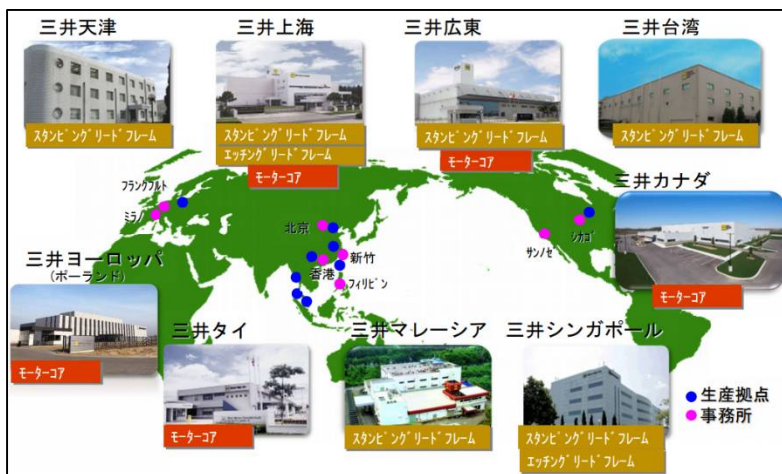 三井天津
三井上海
三井広東
三井台湾
スタンピングリードフレーム
スタンピングリードフレーム
エッチングリードフレーム
モーターコア
スタンピングリードフレーム
モーターコア
スタンピングリードフレーム
フランクフルト
ミラノ
北京
新竹
香港
フィリピン
サンノゼ
シカゴ
三井カナダ
モーターコア
三井ヨーロッパ
(ポーランド)
モーターコア
三井タイ
モーターコア
三井マレーシア
スタンピングリードフレーム
三井シンガポール
スタンピングリードフレーム
エッチングリードフレーム
生産拠点
事務所